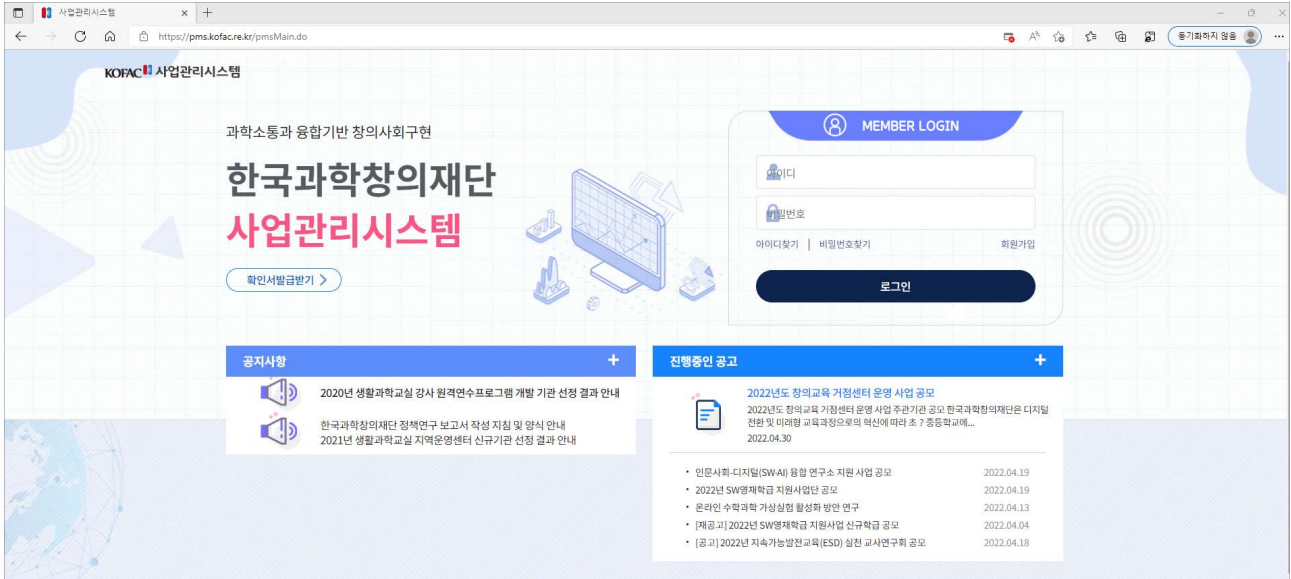 사업관리시스템
https://pms.kofac.re.kr/pmsMain.do
동기화하지 않음
KOFAC 사업관리시스템
과학소통과 융합기반 창의사회구현
한국과학창의재단
사업관리시스템
확인서발급받기
MEMBER LOGIN
아이디
비밀번호
아이디찾기 | 비밀번호찾기
회원가입
로그인
공지사항 +
2020년 생활과학교실 강사 원격연수프로그램 개발 기관 선정 결과 안내
한국과학창의재단 정책연구 보고서 작성 지침 및 양식 안내
2021년 생활과학교실 지역운영센터 신규기관 선정 결과 안내
진행중인 공고 +
2022년도 창의교육 거점센터 운영 사업 공모
2022년도 창의교육 거점센터 운영 사업 주관기관 공모 한국과학창의재단은 디지털
전환 및 미래형 교육과정으로의 혁신에 따라 초 ? 중등학교에...
2022.04.30
• 인문사회-디지털(SW·AI) 융합 연구소 지원 사업 공모 2022.04.19
• 2022년 SW영재학급 지원사업단 공모 2022.04.19
• 온라인 수학과학 가상실험 활성화 방안 연구 2022.04.13
• [재공고] 2022년 SW영재학급 지원사업 신규학급 공모 2022.04.04
• [공고] 2022년 지속가능발전교육(ESD) 실천 교사연구회 공모 2022.04.18